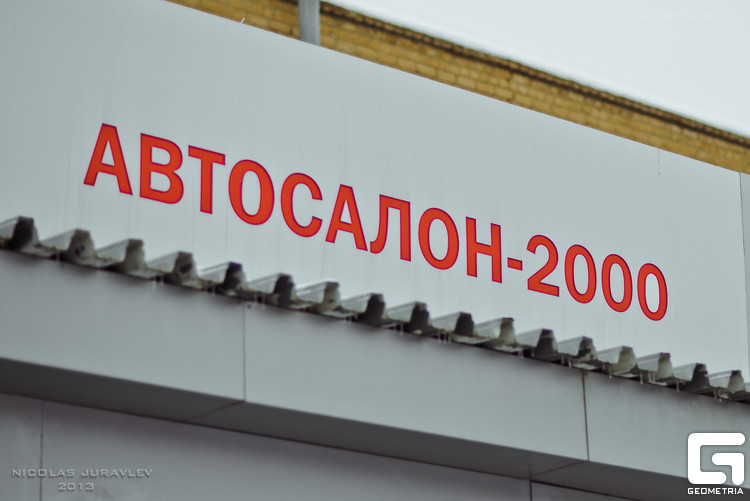 АВТОСАЛОН-2000
NICOLAS JURAVLEV
2013
GEOMETRIA